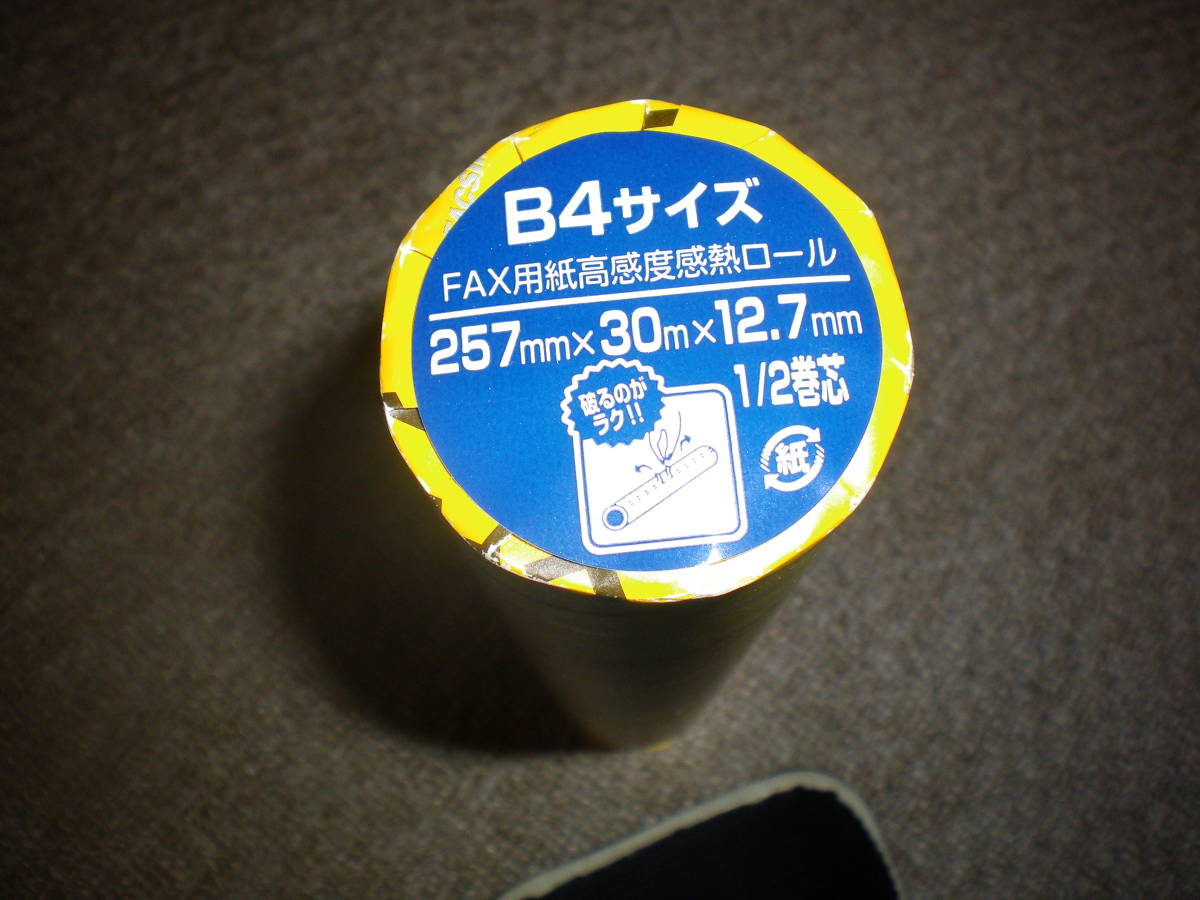 B4サイズ
FAX用紙高感度感熱ロール
257mm×30m×12.7mm
1/2巻芯
破るのが
ラク!!
紙